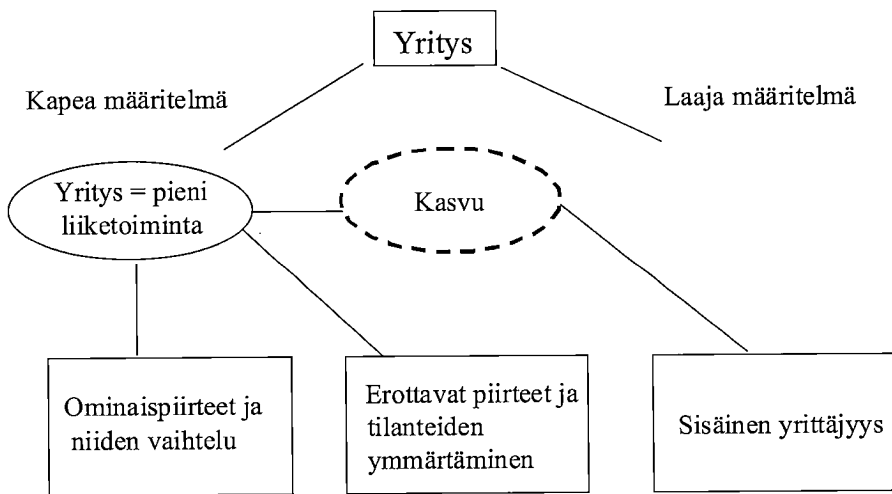 Yritys
Kapea määritelmä
Laaja määritelmä
Yritys = pieni
liiketoiminta
Kasvu
Ominaispiirteet ja
niiden vaihtelu
Erottavat piirteet ja
tilanteiden
ymmärtäminen
Sisäinen yrittäjyys